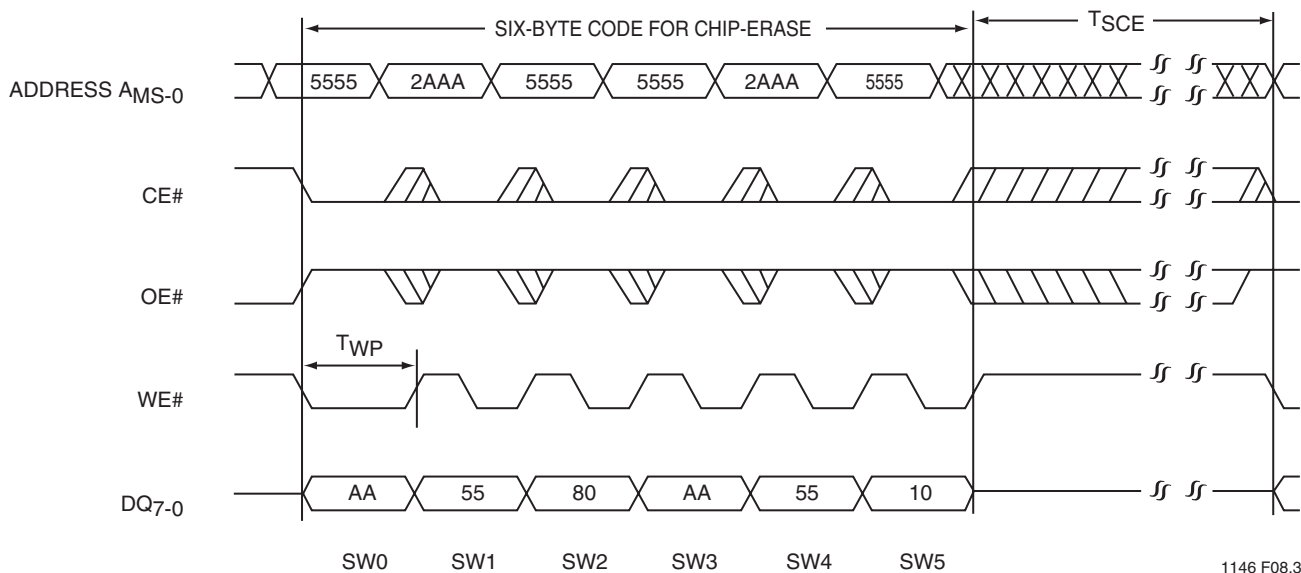 SIX-BYTE CODE FOR CHIP-ERASE
TSCE
ADDRESS AMS-0
5555 2AAA 5555 5555 2AAA 5555
CE#
OE#
TWP
WE#
DQ7-0
AA 55 80 AA 55 10
SW0 SW1 SW2 SW3 SW4 SW5
1146 F08.3